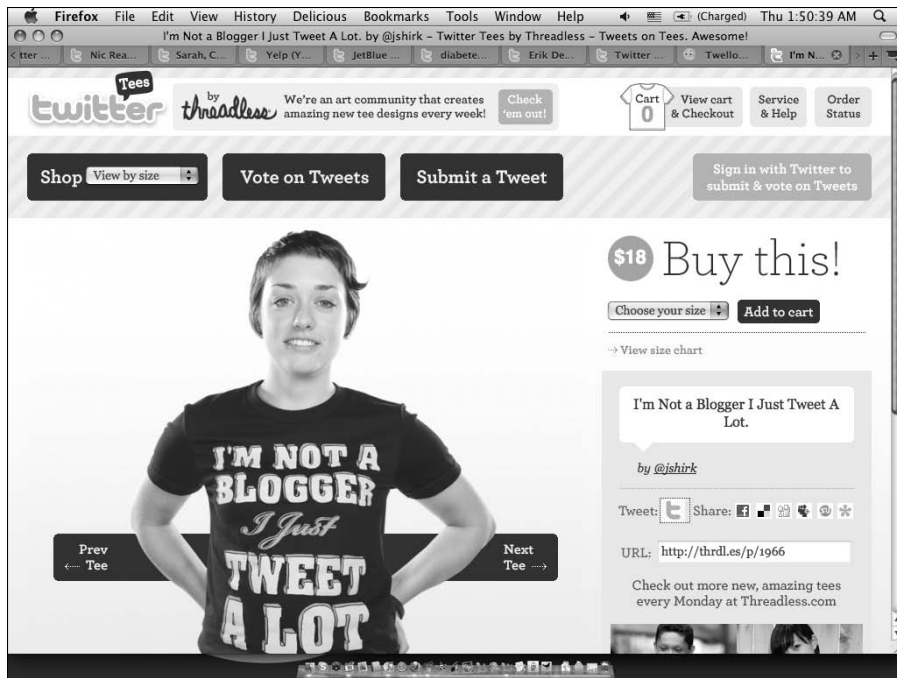 Firefox File Edit View History Delicious Bookmarks Tools Window Help (Charged) Thu 1:50:39 AM
I'm Not a Blogger I Just Tweet A Lot. by @jshirk – Twitter Tees by Threadless – Tweets on Tees. Awesome!
tter ... Nic Rea... Sarah, C... Yelp (Y... JetBlue ... diabete... Erik De... Twitter ... Twello... I'm N...
twitter Tees
by threadless
We're an art community that creates
amazing new tee designs every week!
Check
'em out!
Cart
0
View cart
& Checkout
Service
& Help
Order
Status
Shop View by size
Vote on Tweets
Submit a Tweet
Sign in with Twitter to
submit & vote on Tweets
I'M NOT A
BLOGGER
I Just
TWEET
A LOT
Prev
Tee
Next
Tee
$18 Buy this!
Choose your size Add to cart
View size chart
I'm Not a Blogger I Just Tweet A
Lot.
by @jshirk
Tweet: Share:
URL: http://thrdl.es/p/1966
Check out more new, amazing tees
every Monday at Threadless.com